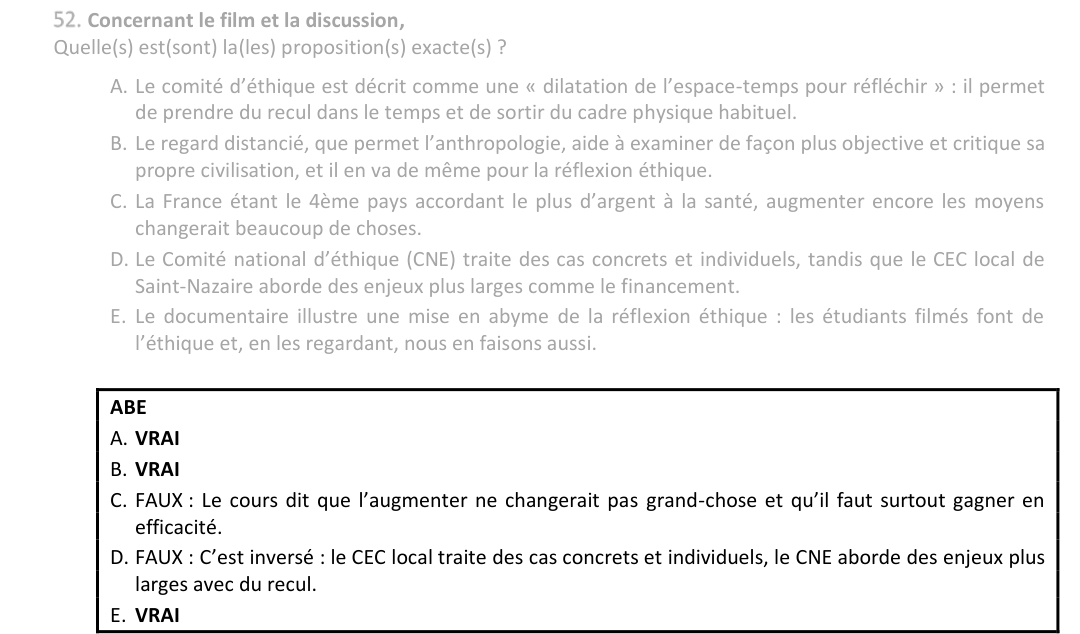 52. Concernant le film et la discussion,
Quelle(s) est(sont) la(les) proposition(s) exacte(s) ?
A. Le comité d’éthique est décrit comme une « dilatation de l’espace-temps pour réfléchir » : il permet
de prendre du recul dans le temps et de sortir du cadre physique habituel.
B. Le regard distancié, que permet l’anthropologie, aide à examiner de façon plus objective et critique sa
propre civilisation, et il en va de même pour la réflexion éthique.
C. La France étant le 4ème pays accordant le plus d’argent à la santé, augmenter encore les moyens
changerait beaucoup de choses.
D. Le Comité national d’éthique (CNE) traite des cas concrets et individuels, tandis que le CEC local de
Saint-Nazaire aborde des enjeux plus larges comme le financement.
E. Le documentaire illustre une mise en abyme de la réflexion éthique : les étudiants filmés font de
l’éthique et, en les regardant, nous en faisons aussi.
ABE
A. VRAI
B. VRAI
C. FAUX : Le cours dit que l’augmenter ne changerait pas grand-chose et qu’il faut surtout gagner en
efficacité.
D. FAUX : C’est inversé : le CEC local traite des cas concrets et individuels, le CNE aborde des enjeux plus
larges avec du recul.
E. VRAI